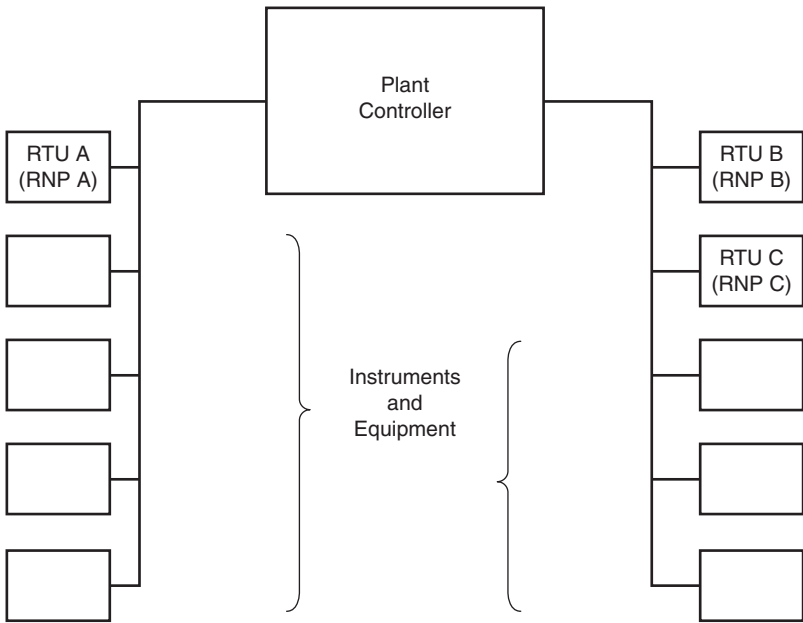 Plant
Controller
RTU A
(RNP A)
RTU B
(RNP B)
RTU C
(RNP C)
Instruments
and
Equipment